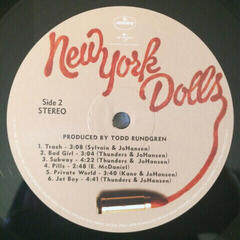 New York Dolls
Side 2
STEREO
PRODUCED BY TODD RUNDGREN
1. Trash - 3:08 (Sylvain & JoHansen)
2. Bad Girl - 3:04 (Thunders & JoHansen)
3. Subway - 4:22 (Thunders & JoHansen)
4. Pills - 2:48 (E. McDaniel)
5. Private World - 3:40 (Kane & JoHansen)
6. Jet Boy - 4:41 (Thunders & JoHansen)